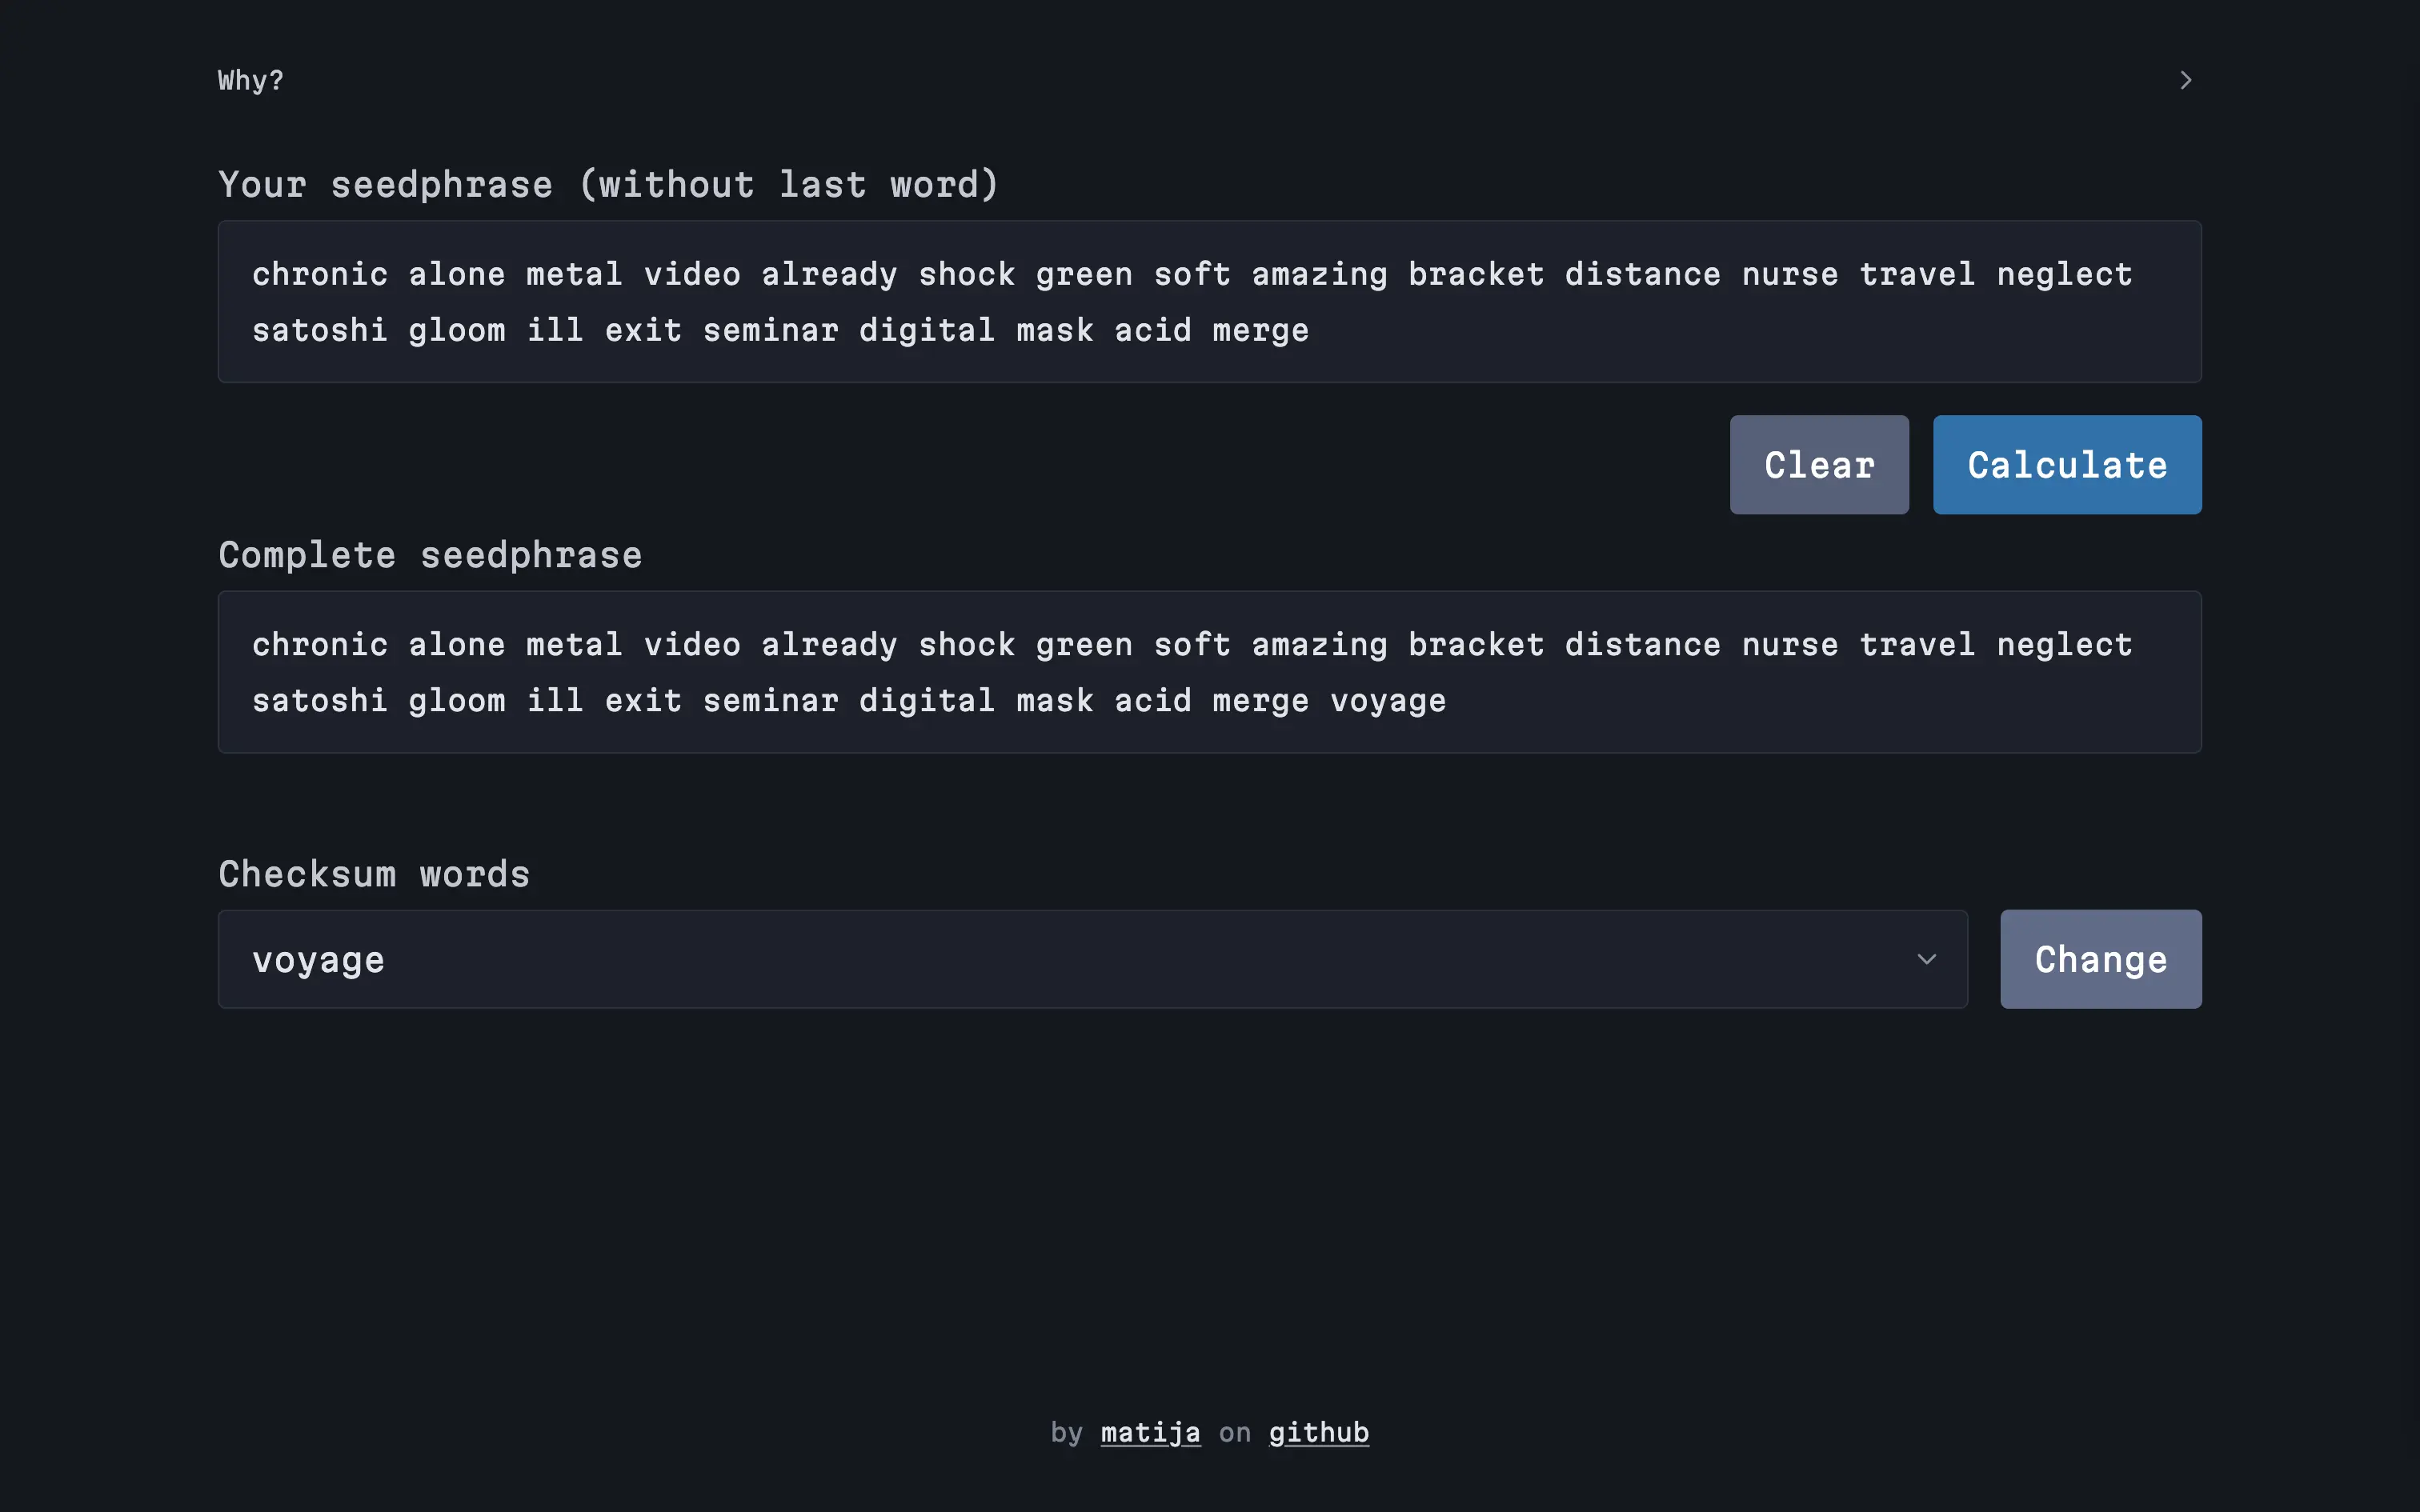 Why?
Your seedphrase (without last word)
chronic alone metal video already shock green soft amazing bracket distance nurse travel neglect
satoshi gloom ill exit seminar digital mask acid merge
Clear
Calculate
Complete seedphrase
chronic alone metal video already shock green soft amazing bracket distance nurse travel neglect
satoshi gloom ill exit seminar digital mask acid merge voyage
Checksum words
voyage
Change
by matija on github